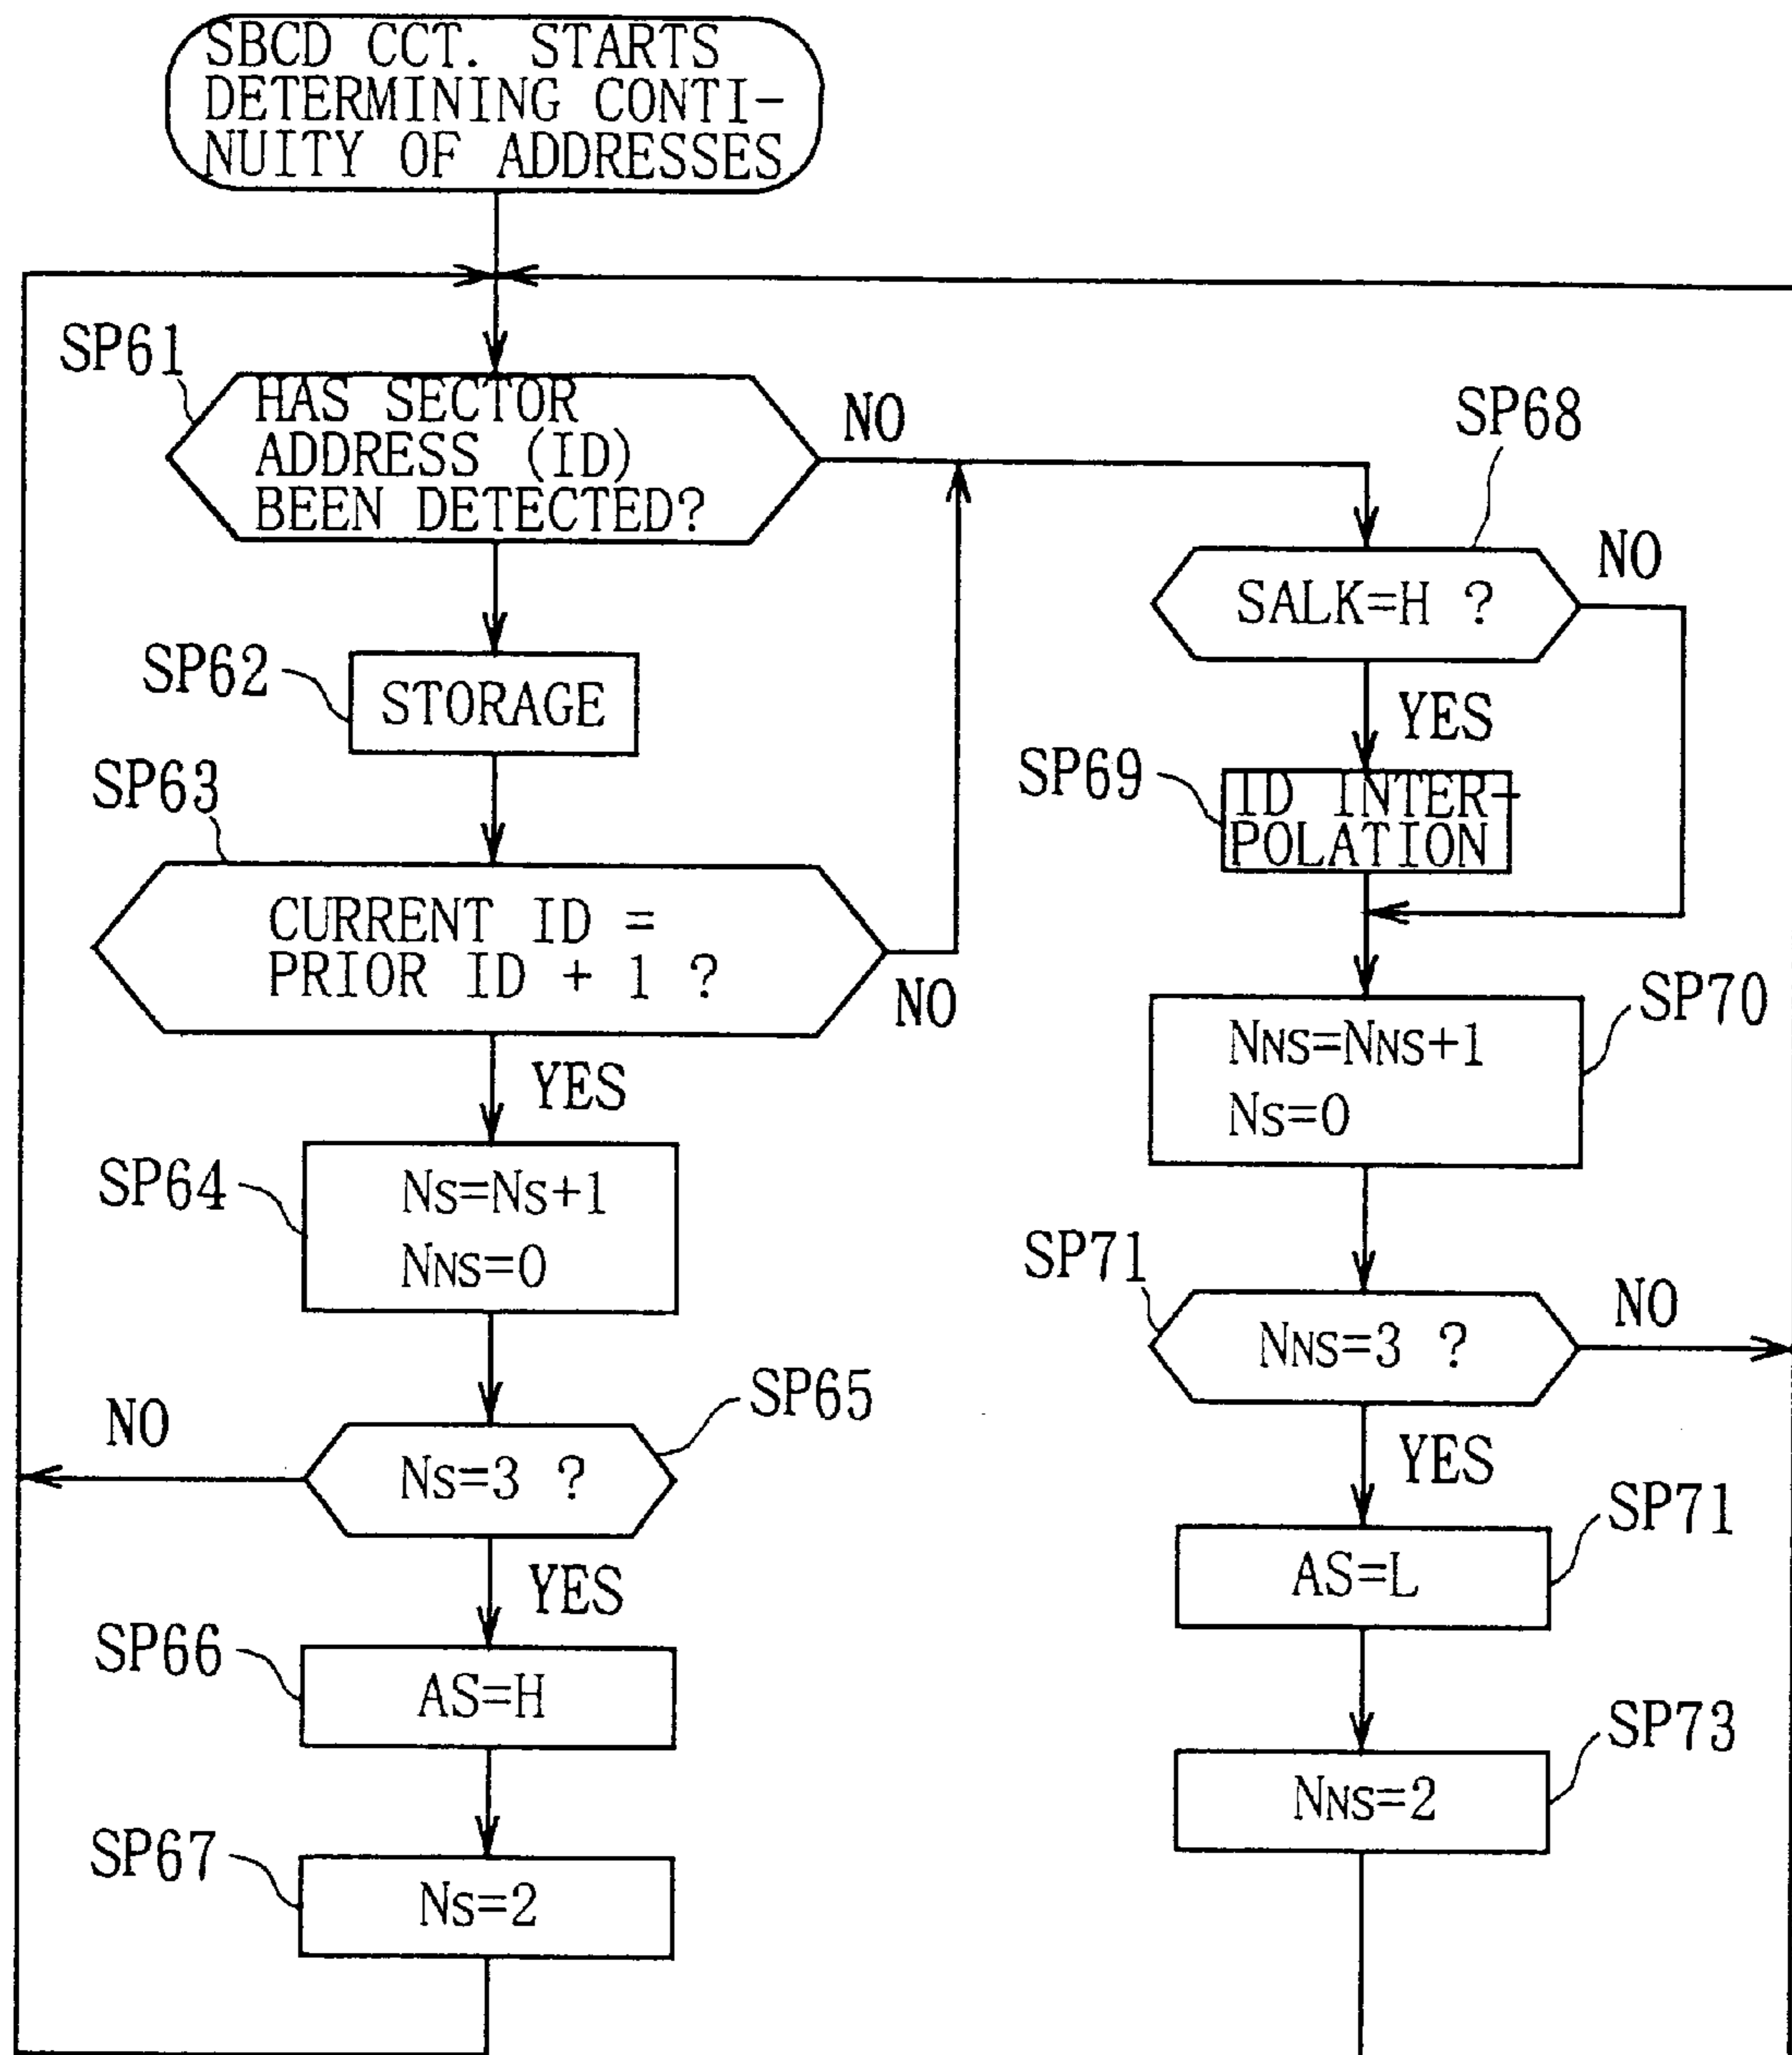 SBCD CCT. STARTS
DETERMINING CONTI-
NUITY OF ADDRESSES
SP61
HAS SECTOR
ADDRESS (ID)
BEEN DETECTED?
NO
SP62
STORAGE
SP63
CURRENT ID =
PRIOR ID + 1 ?
NO
YES
SP64
NS=NS+1
NNS=0
SP65
NS=3 ?
NO
YES
SP66
AS=H
SP67
NS=2
SP68
SALK=H ?
NO
YES
SP69
ID INTER-
POLATION
SP70
NNS=NNS+1
NS=0
SP71
NNS=3 ?
NO
YES
SP71
AS=L
SP73
NNS=2